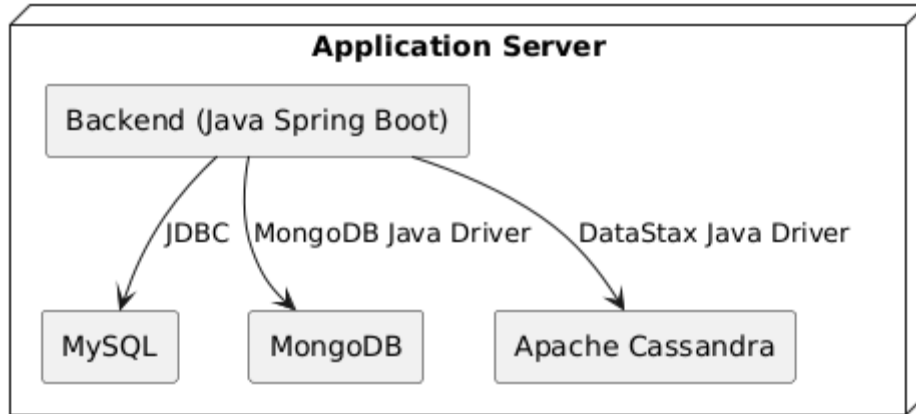 Application Server
Backend (Java Spring Boot)
JDBC
MongoDB Java Driver
DataStax Java Driver
MySQL
MongoDB
Apache Cassandra